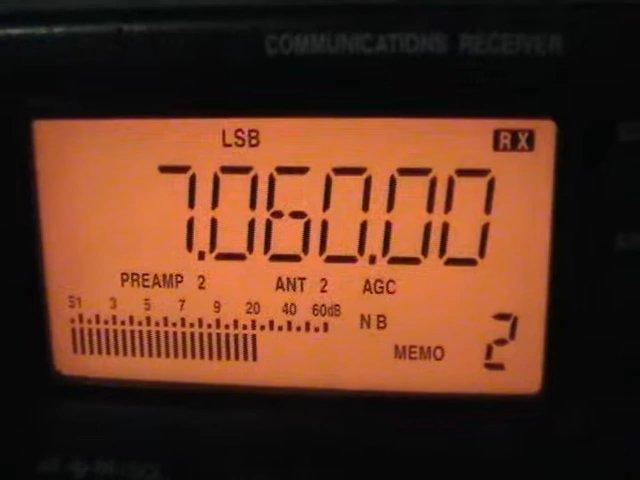 COMMUNICATIONS RECEIVER
LSB RX
7.060.00
PREAMP 2 ANT 2 AGC
S1 3 5 7 9 20 40 60dB
NB
MEMO 2